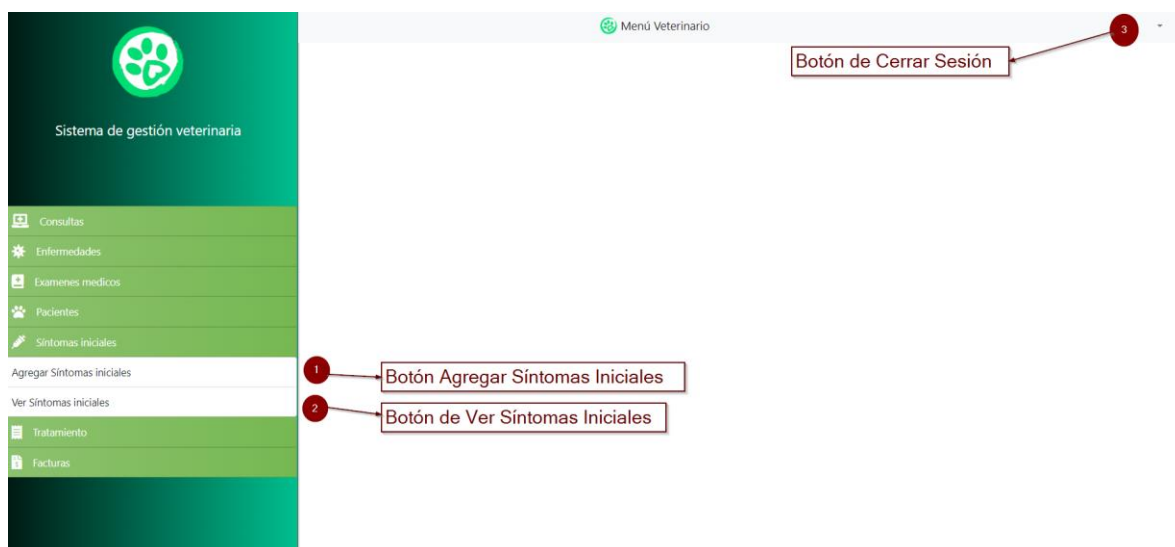 Menú Veterinario
3
Botón de Cerrar Sesión
Sistema de gestión veterinaria
Consultas
Enfermedades
Examenes medicos
Pacientes
Síntomas iniciales
Agregar Síntomas iniciales
1
Botón Agregar Síntomas Iniciales
Ver Síntomas iniciales
2
Botón de Ver Síntomas Iniciales
Tratamiento
Facturas